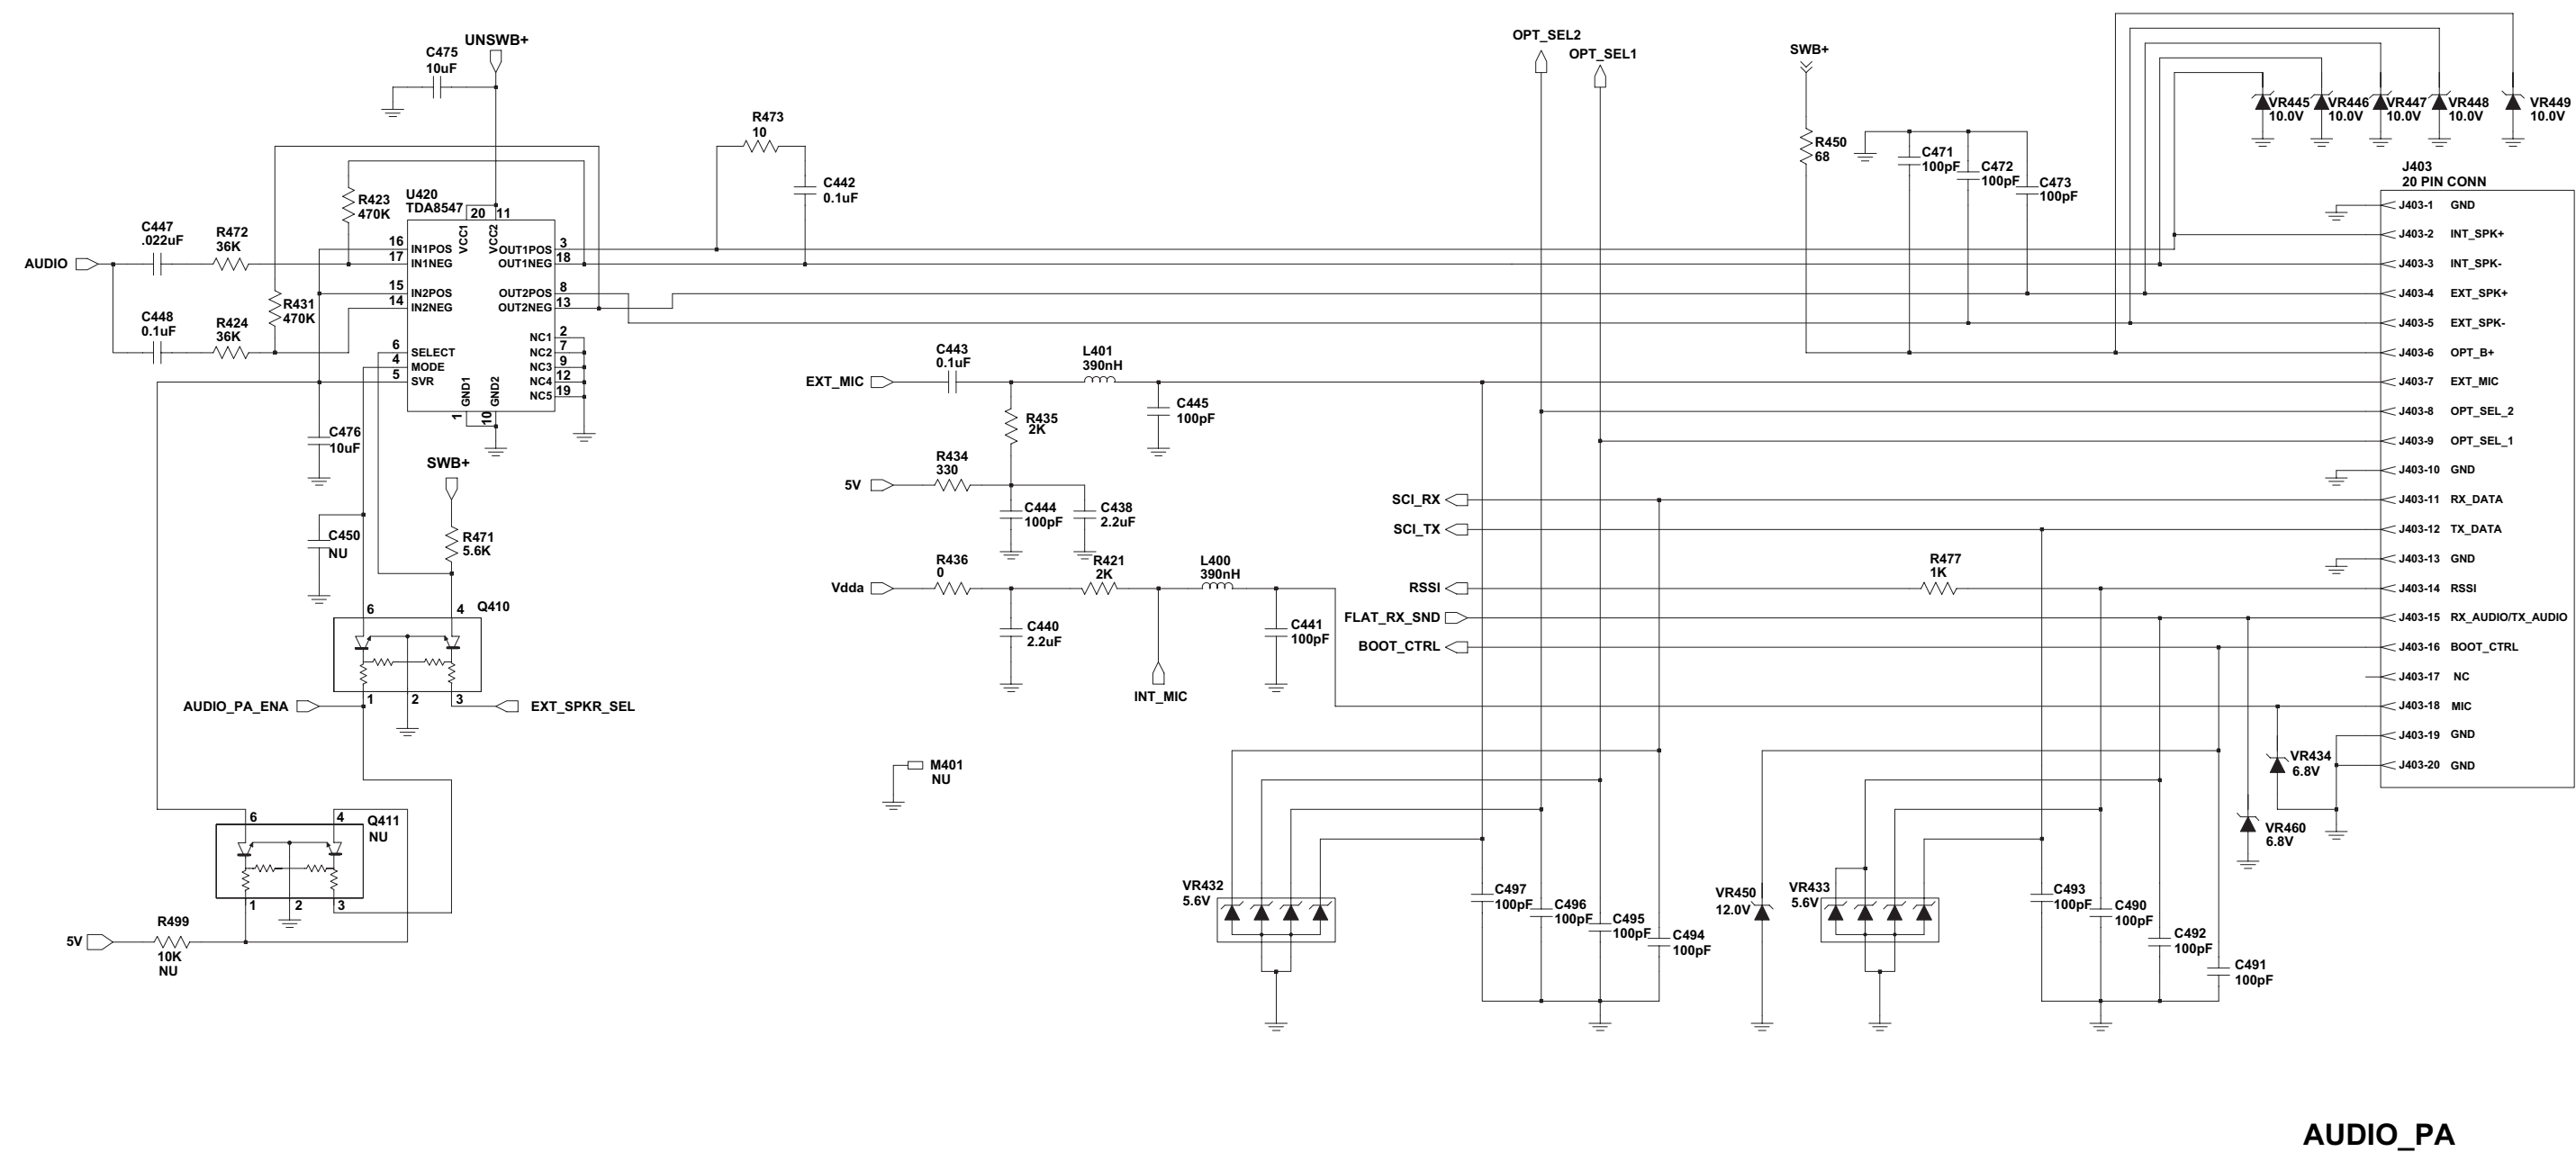 UNSWB+
C475
10uF
R473
10
C442
0.1uF
OPT_SEL2
OPT_SEL1
SWB+
R450
68
C471
100pF
C472
100pF
C473
100pF
VR445
10.0V
VR446
10.0V
VR447
10.0V
VR448
10.0V
VR449
10.0V
AUDIO
C447
.022uF
R472
36K
C448
0.1uF
R424
36K
R423
470K
R431
470K
U420
TDA8547
20 11
VCC1
VCC2
16 IN1POS
17 IN1NEG
15 IN2POS
14 IN2NEG
6 SELECT
4 MODE
5 SVR
OUT1POS 3
OUT1NEG 18
OUT2POS 8
OUT2NEG 13
NC1 2
NC2 7
NC3 9
NC4 12
NC5 19
GND1
GND2
1
10
C476
10uF
SWB+
R471
5.6K
C450
NU
6 4 Q410
1 2 3
AUDIO_PA_ENA
EXT_SPKR_SEL
6 4 Q411
NU
1 2 3
5V
R499
10K
NU
EXT_MIC
C443
0.1uF
L401
390nH
R435
2K
C445
100pF
5V
R434
330
C444
100pF
C438
2.2uF
Vdda
R436
0
R421
2K
L400
390nH
C440
2.2uF
C441
100pF
INT_MIC
M401
NU
SCI_RX
SCI_TX
RSSI
FLAT_RX_SND
BOOT_CTRL
R477
1K
VR432
5.6V
C497
100pF
C496
100pF
C495
100pF
C494
100pF
VR450
12.0V
VR433
5.6V
C493
100pF
C490
100pF
C492
100pF
C491
100pF
VR434
6.8V
VR460
6.8V
J403
20 PIN CONN
J403-1 GND
J403-2 INT_SPK+
J403-3 INT_SPK-
J403-4 EXT_SPK+
J403-5 EXT_SPK-
J403-6 OPT_B+
J403-7 EXT_MIC
J403-8 OPT_SEL_2
J403-9 OPT_SEL_1
J403-10 GND
J403-11 RX_DATA
J403-12 TX_DATA
J403-13 GND
J403-14 RSSI
J403-15 RX_AUDIO/TX_AUDIO
J403-16 BOOT_CTRL
J403-17 NC
J403-18 MIC
J403-19 GND
J403-20 GND
AUDIO_PA